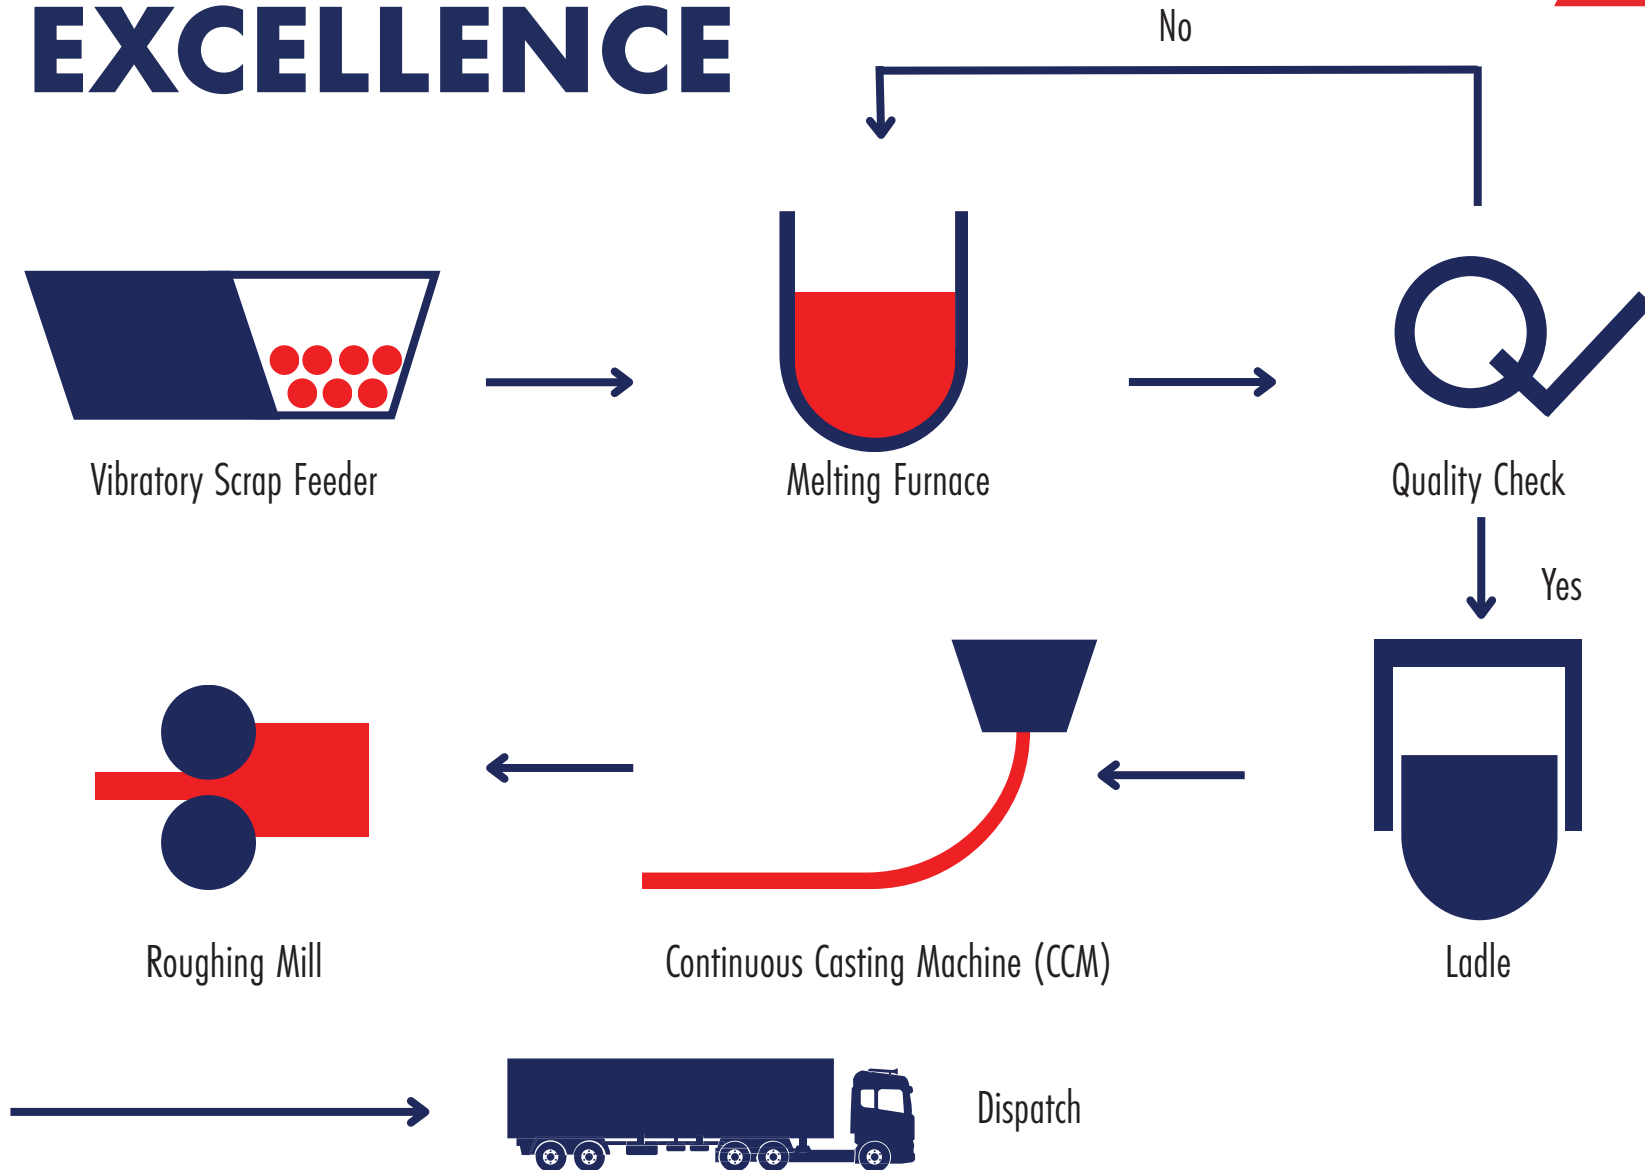 EXCELLENCE
No
Vibratory Scrap Feeder
Melting Furnace
Quality Check
Yes
Roughing Mill
Continuous Casting Machine (CCM)
Ladle
Dispatch